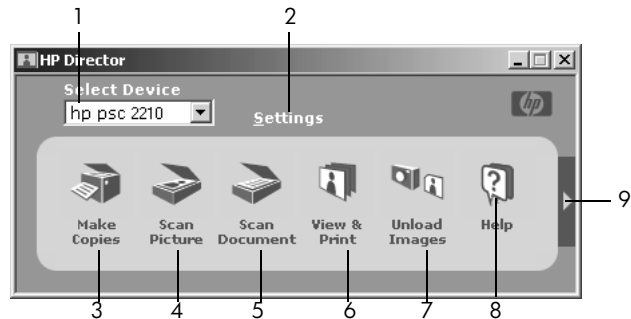 1 2
HP Director
Select Device
hp psc 2210
Settings
hp
Make Copies
Scan Picture
Scan Document
View & Print
Unload Images
Help
9
3 4 5 6 7 8